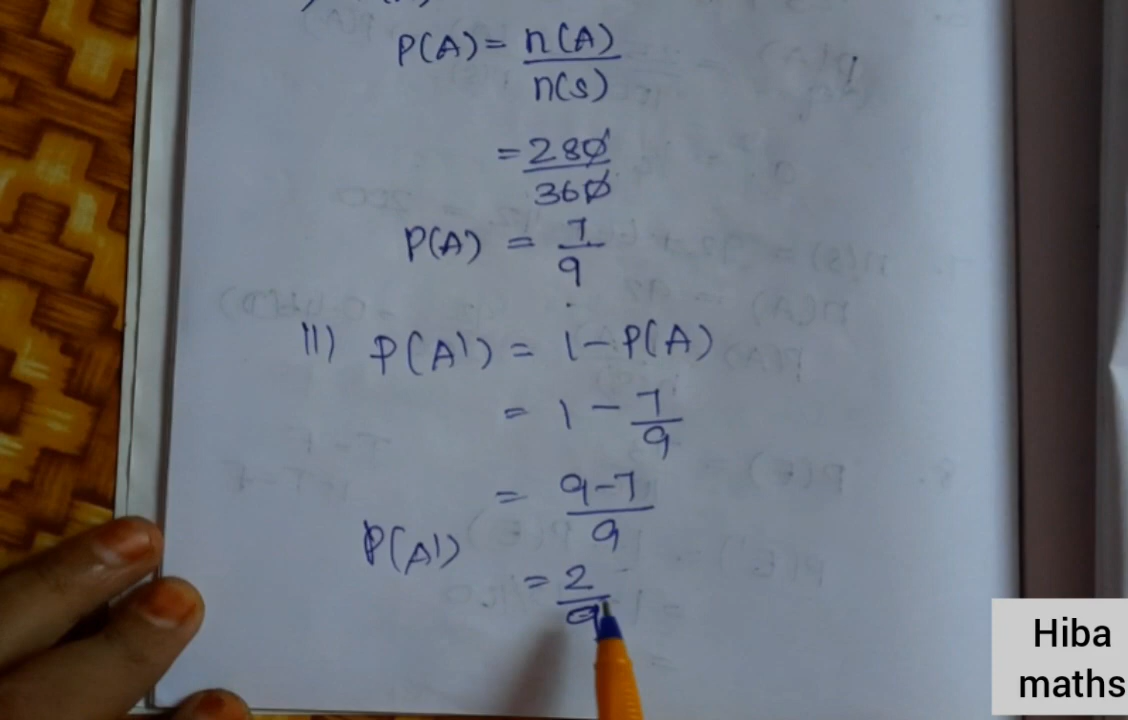 P(A) = n(A)/n(s)
= 280/360
P(A) = 7/9
II) P(A') = 1 - P(A)
= 1 - 7/9
= 9-7/9
P(A')
= 2/9
Hiba
maths